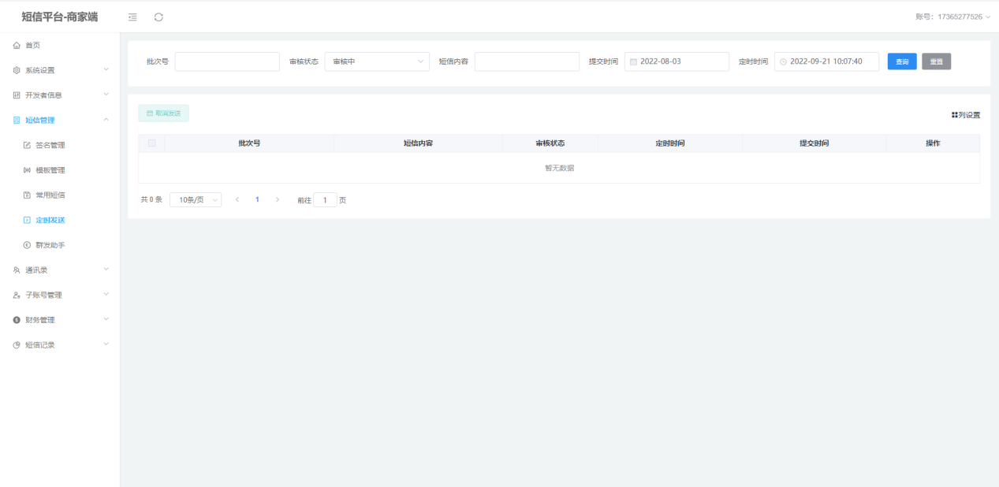 短信平台-商家端
账号：17365277526
首页
系统设置
开发者信息
短信管理
签名管理
模板管理
常用短信
定时发送
群发助手
通讯录
子账号管理
财务管理
短信记录
批次号 审核状态 审核中 短信内容 提交时间 2022-08-03 定时时间 2022-09-21 10:07:40 查询 重置
取消发送
列设置
批次号 短信内容 审核状态 定时时间 提交时间 操作
暂无数据
共 0 条 10条/页 1 前往 1 页